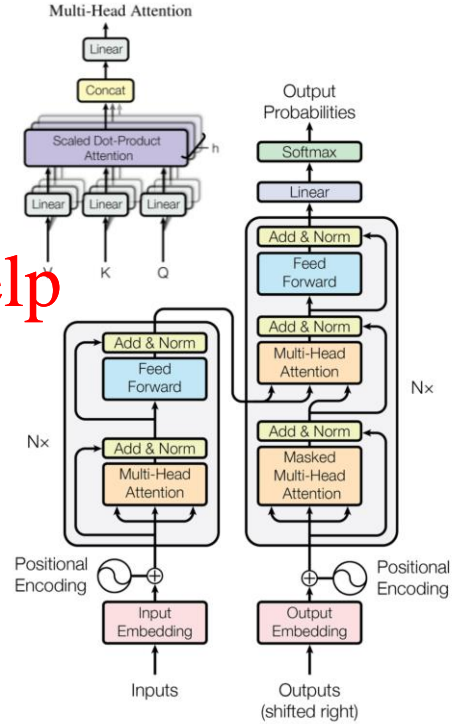 Multi-Head Attention
Linear
Concat
Scaled Dot-Product
Attention
h
Linear
Linear
Linear
K
Q
Output
Probabilities
Softmax
Linear
Add & Norm
Feed
Forward
Add & Norm
Multi-Head
Attention
Nx
Add & Norm
Masked
Multi-Head
Attention
Positional
Encoding
Output
Embedding
Outputs
(shifted right)
Add & Norm
Feed
Forward
Nx
Add & Norm
Multi-Head
Attention
Positional
Encoding
Input
Embedding
Inputs